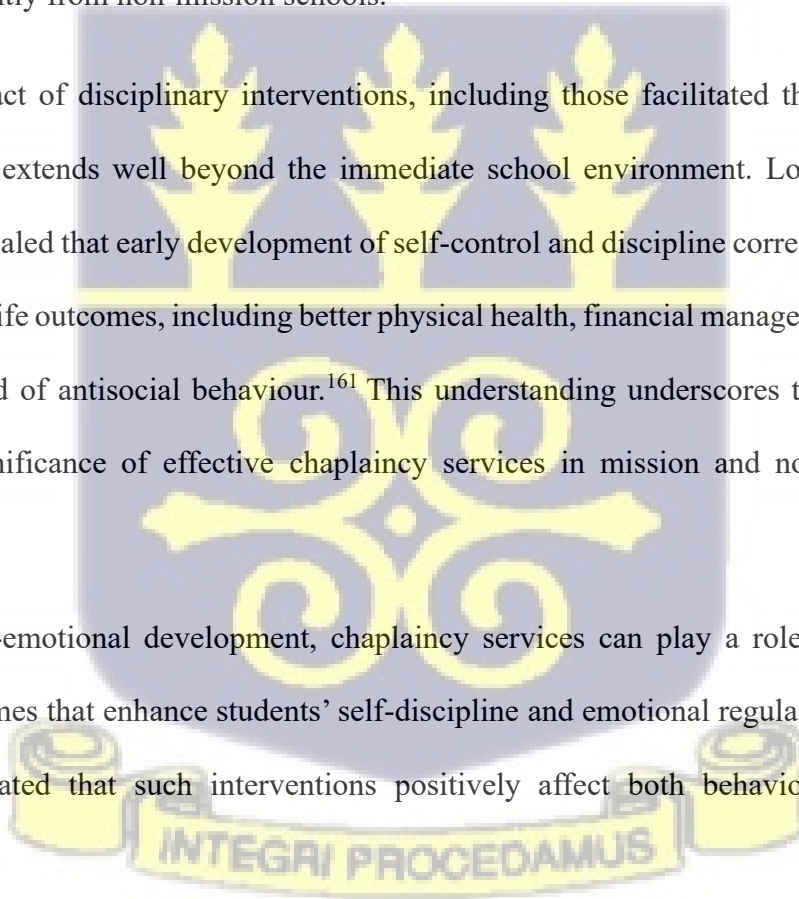 ntly from non-mission schools.
act of disciplinary interventions, including those facilitated th
extends well beyond the immediate school environment. Lo
aled that early development of self-control and discipline corre
ife outcomes, including better physical health, financial manage
d of antisocial behaviour.161 This understanding underscores t
nificance of effective chaplaincy services in mission and no
-emotional development, chaplaincy services can play a role
nes that enhance students’ self-discipline and emotional regula
ated that such interventions positively affect both behavio
INTEGRI PROCEDAMUS